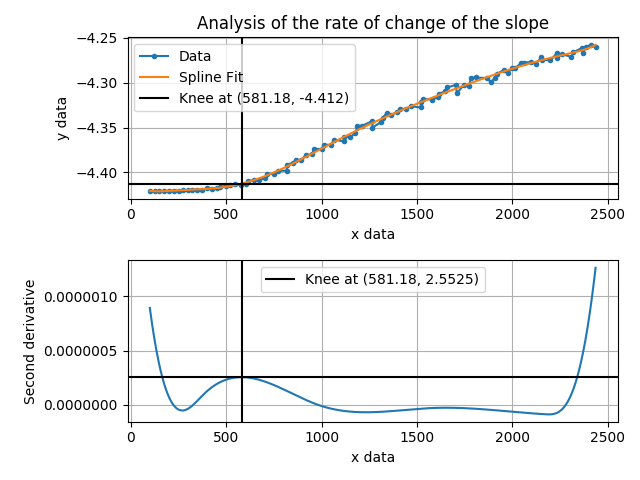 Analysis of the rate of change of the slope
−4.25
−4.30
−4.35
−4.40
y data
Data
Spline Fit
Knee at (581.18, -4.412)
0
500
1000
1500
2000
2500
x data
Knee at (581.18, 2.5525)
0.0000010
0.0000005
0.0000000
Second derivative
0
500
1000
1500
2000
2500
x data